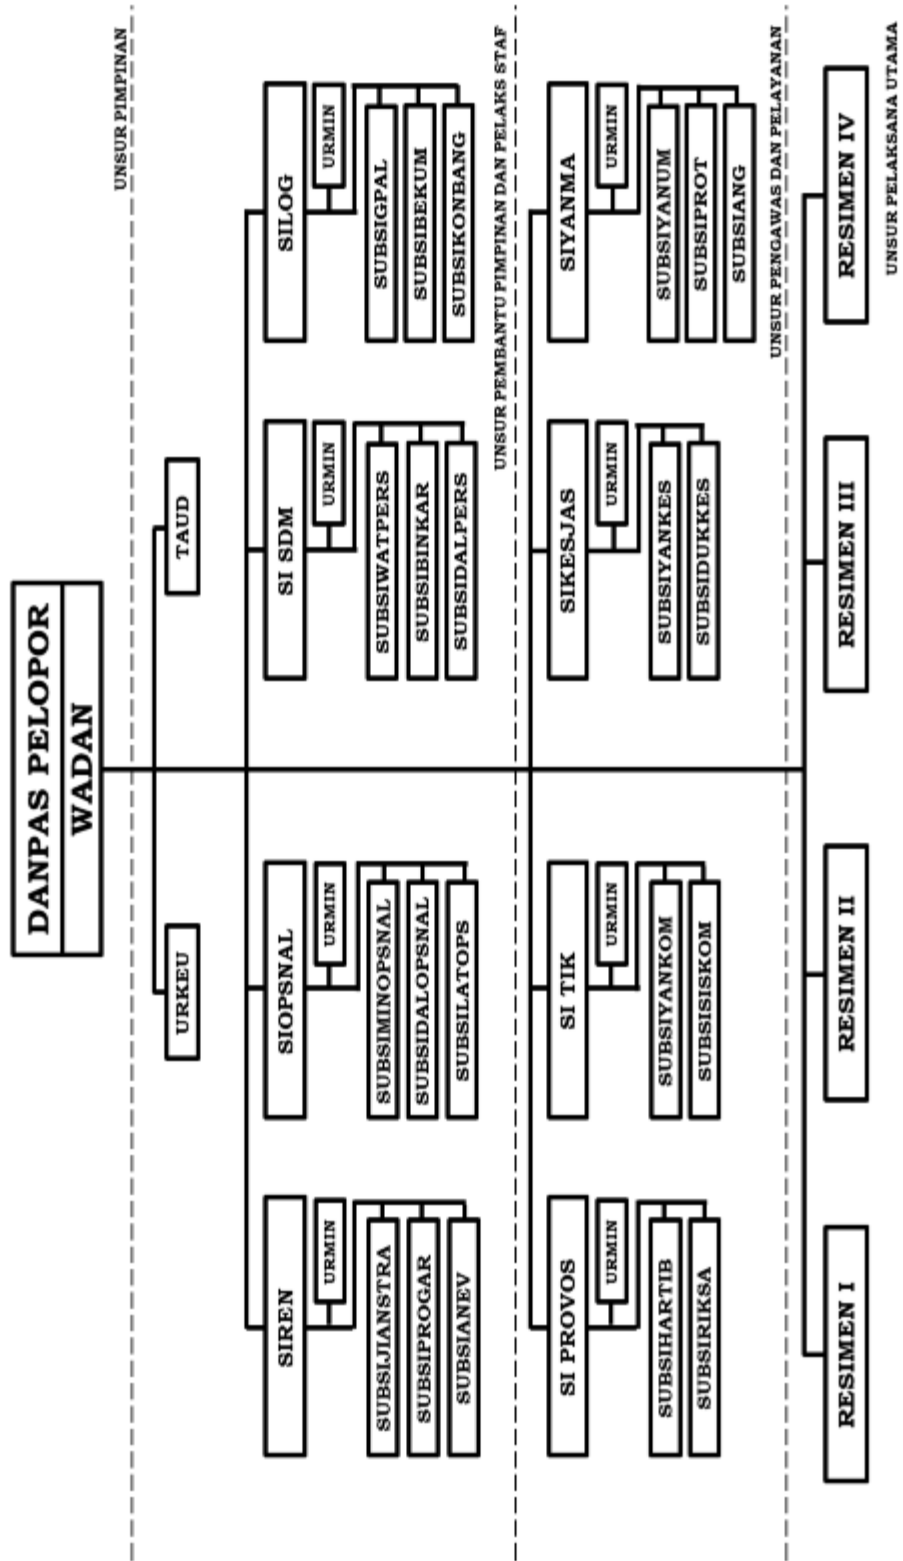 DANPAS PELOPOR
WADAN
UNSUR PIMPINAN
URKEU
TAUD
SIREN
URMIN
SUBSIJIANSTRA
SUBSIPROGAR
SUBSIANEV
SIOPSNAL
URMIN
SUBSIMINOPSNAL
SUBSIDALOPSNAL
SUBSILATOPS
SI SDM
URMIN
SUBSIWATPERS
SUBSIBINKAR
SUBSIDALPERS
SILOG
URMIN
SUBSIGPAL
SUBSIBEKUM
SUBSIKONBANG
UNSUR PEMBANTU PIMPINAN DAN PELAKS STAF
SI PROVOS
URMIN
SUBSIHARTIB
SUBSIRIKSA
SI TIK
URMIN
SUBSIYANKOM
SUBSISISKOM
SIKESJAS
URMIN
SUBSIYANKES
SUBSIDUKKES
SIYANMA
URMIN
SUBSIYANUM
SUBSIPROT
SUBSIANG
UNSUR PENGAWAS DAN PELAYANAN
RESIMEN I
RESIMEN II
RESIMEN III
RESIMEN IV
UNSUR PELAKSANA UTAMA